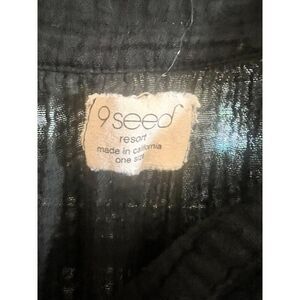 9seed
resort
made in california
one size